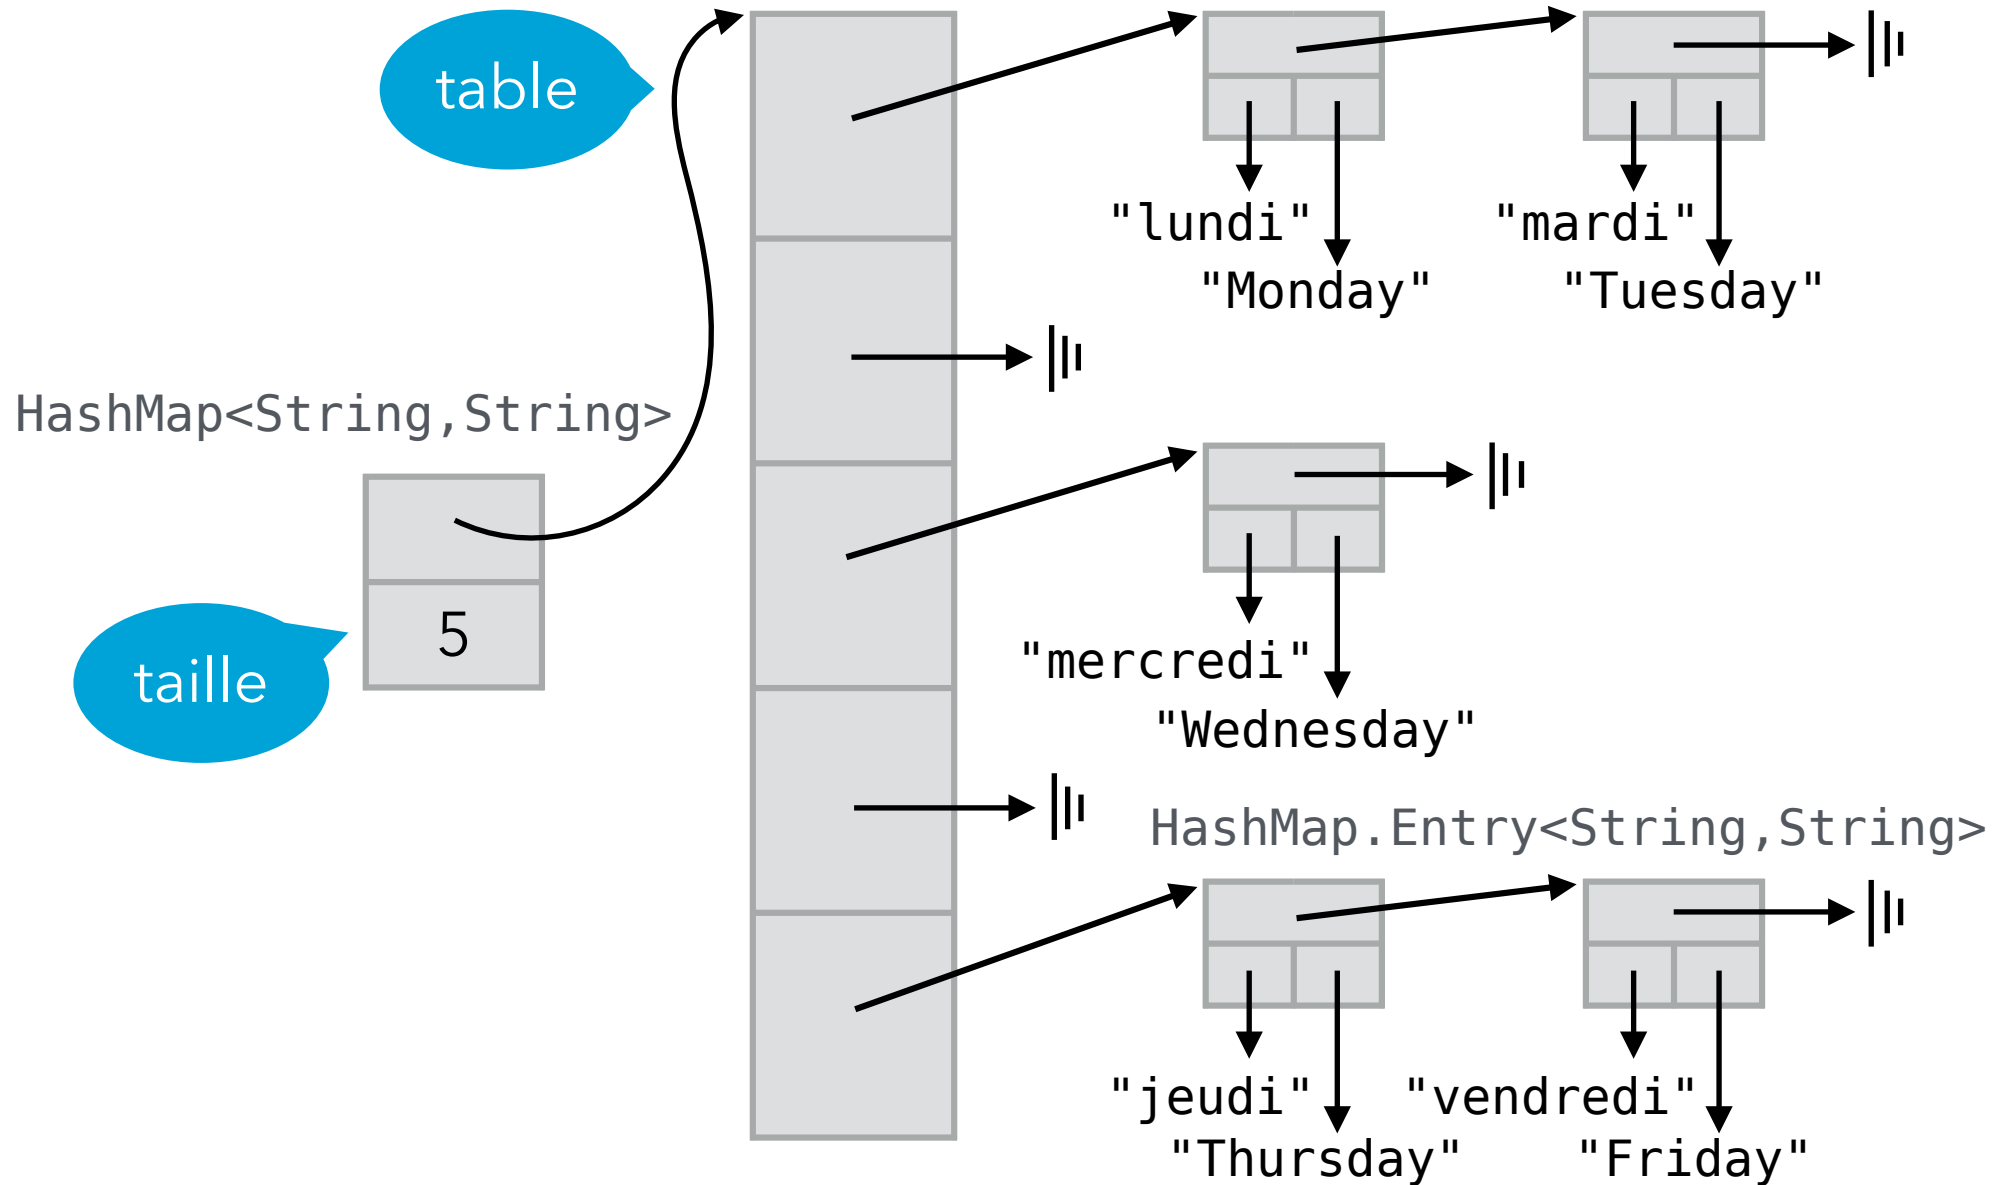 table
"lundi"
"mardi"
"Monday"
"Tuesday"
HashMap<String,String>
5
taille
"mercredi"
"Wednesday"
HashMap.Entry<String,String>
"jeudi"
"vendredi"
"Thursday"
"Friday"